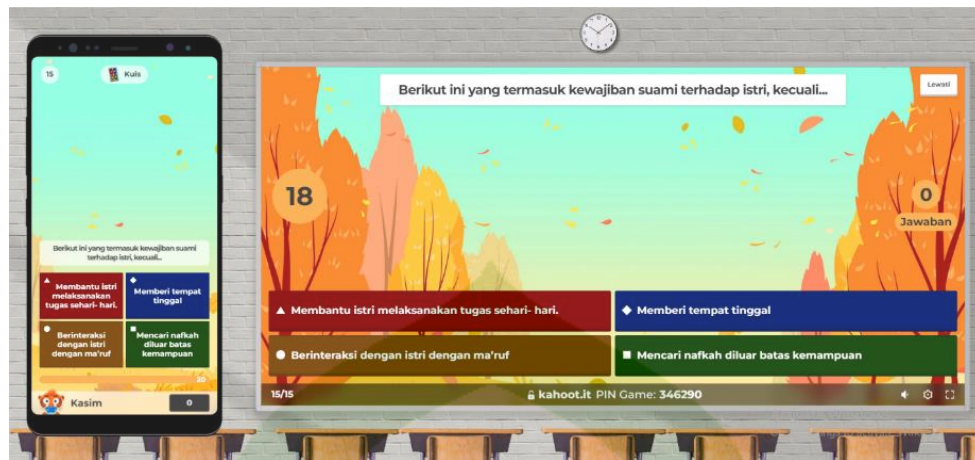 15
Kuis
Berikut ini yang termasuk kewajiban suami
terhadap istri, kecuali...
Membantu istri
melaksanakan
tugas sehari- hari.
Memberi tempat
tinggal
Berinteraksi
dengan istri
dengan ma'ruf
Mencari nafkah
diluar batas
kemampuan
20
Kasim
0
Berikut ini yang termasuk kewajiban suami terhadap istri, kecuali...
Lewati
18
0
Jawaban
Membantu istri melaksanakan tugas sehari- hari.
Memberi tempat tinggal
Berinteraksi dengan istri dengan ma'ruf
Mencari nafkah diluar batas kemampuan
15/15
kahoot.it PIN Game: 346290